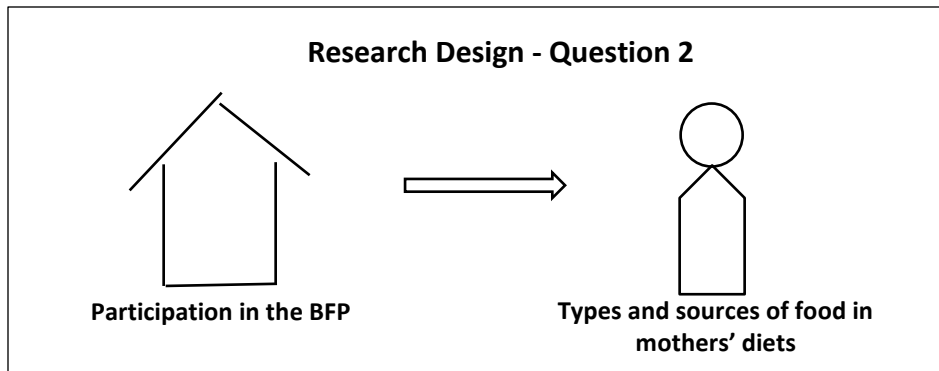 Research Design - Question 2
Participation in the BFP
Types and sources of food in
mothers’ diets